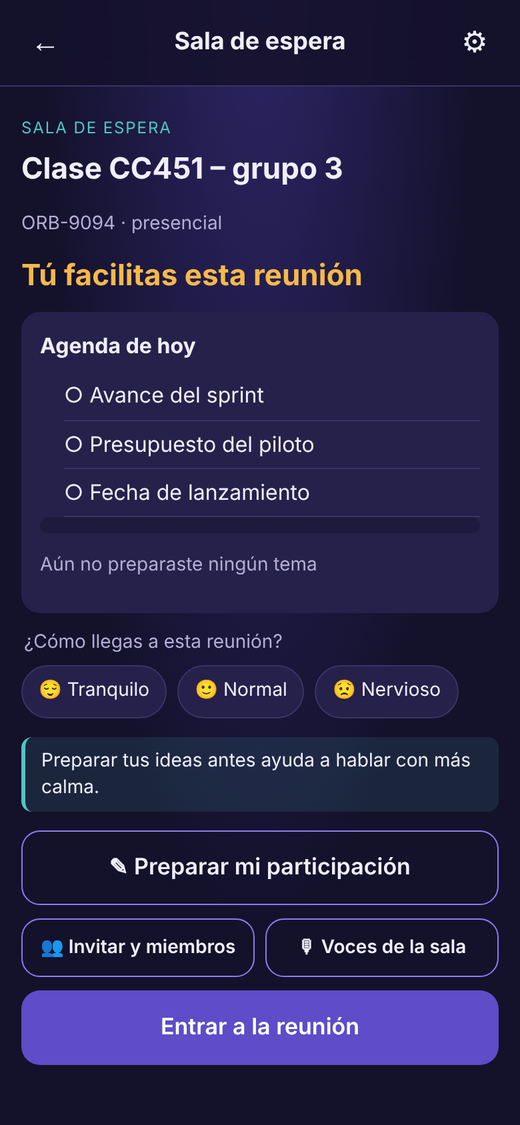 ← Sala de espera ⚙
SALA DE ESPERA
Clase CC451 – grupo 3
ORB-9094 · presencial
Tú facilitas esta reunión
Agenda de hoy
○ Avance del sprint
○ Presupuesto del piloto
○ Fecha de lanzamiento
Aún no preparaste ningún tema
¿Cómo llegas a esta reunión?
😌 Tranquilo 🙂 Normal 😟 Nervioso
Preparar tus ideas antes ayuda a hablar con más
calma.
✎ Preparar mi participación
👥 Invitar y miembros 🎙 Voces de la sala
Entrar a la reunión